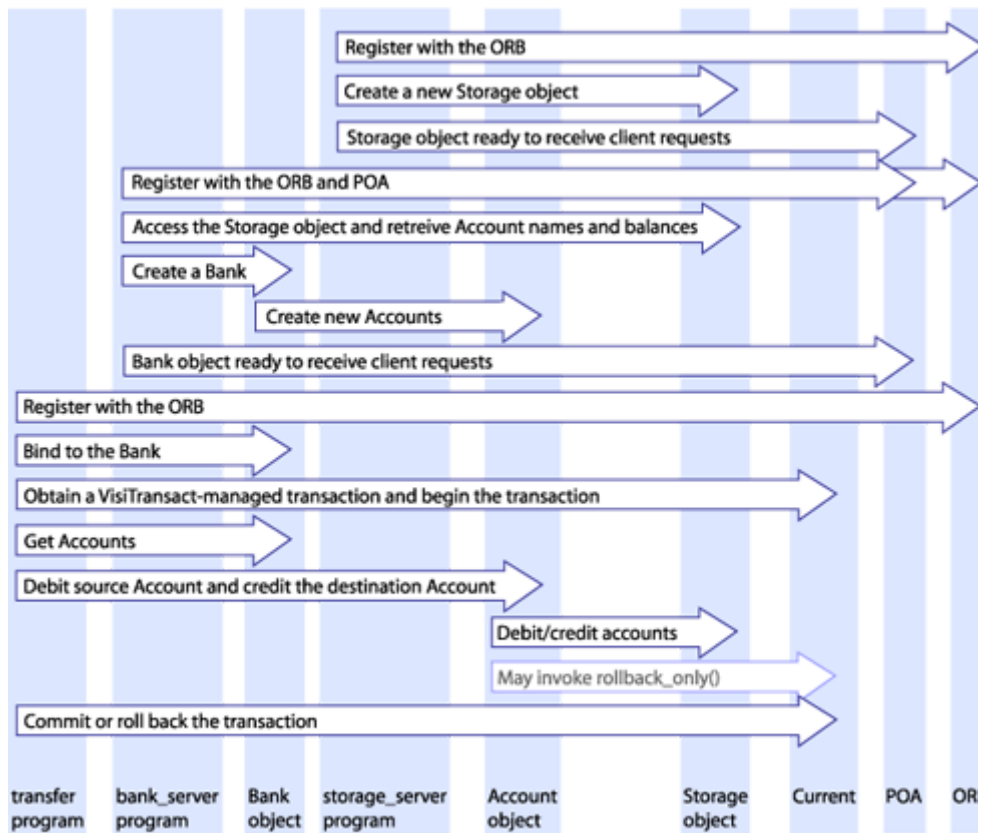 Register with the ORB
Create a new Storage object
Storage object ready to receive client requests
Register with the ORB and POA
Access the Storage object and retreive Account names and balances
Create a Bank
Create new Accounts
Bank object ready to receive client requests
Register with the ORB
Bind to the Bank
Obtain a VisiTransact-managed transaction and begin the transaction
Get Accounts
Debit source Account and credit the destination Account
Debit/credit accounts
May invoke rollback_only()
Commit or roll back the transaction
transfer bank_server Bank storage_server Account Storage Current POA OR
program program object program object object